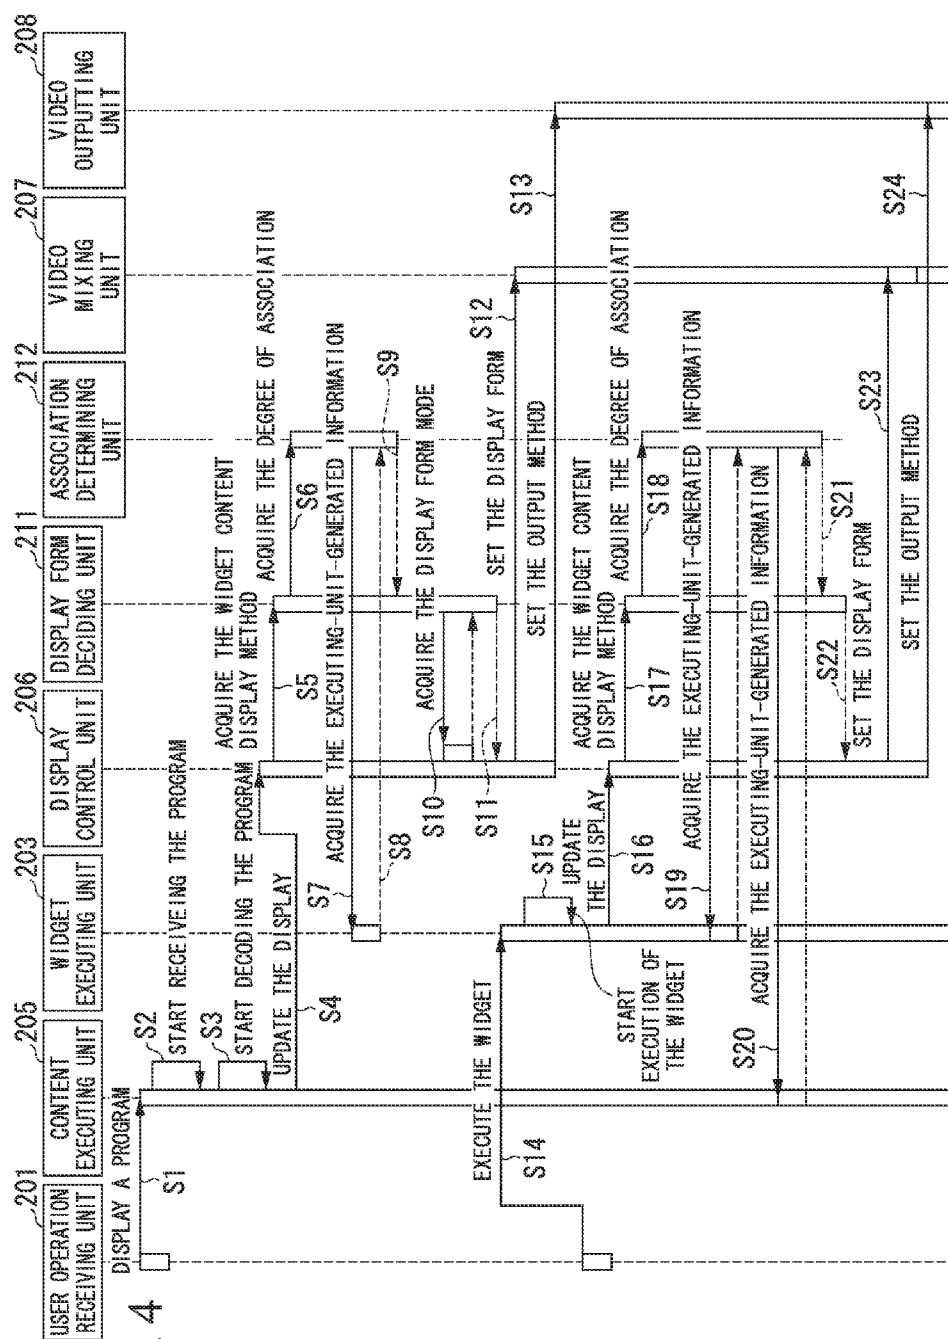 4
201
USER OPERATION
RECEIVING UNIT
205
CONTENT
EXECUTING UNIT
203
WIDGET
EXECUTING UNIT
206
DISPLAY
CONTROL UNIT
211
DISPLAY FORM
DECIDING UNIT
212
ASSOCIATION
DETERMINING
UNIT
207
VIDEO
MIXING
UNIT
208
VIDEO
OUTPUTTING
UNIT
DISPLAY A PROGRAM
S1
S2
START RECEIVEING THE PROGRAM
S3
START DECODING THE PROGRAM
UPDATE THE DISPLAY
S4
ACQUIRE THE WIDGET CONTENT
DISPLAY METHOD
S5
ACQUIRE THE DEGREE OF ASSOCIATION
S6
ACQUIRE THE EXECUTING-UNIT-GENERATED INFORMATION
S7
S8
S9
ACQUIRE THE DISPLAY FORM MODE
S10
S11
SET THE DISPLAY FORM
S12
SET THE OUTPUT METHOD
S13
EXECUTE THE WIDGET
S14
S15
START
EXECUTION OF
THE WIDGET
UPDATE
THE DISPLAY
S16
ACQUIRE THE WIDGET CONTENT
DISPLAY METHOD
S17
ACQUIRE THE DEGREE OF ASSOCIATION
S18
ACQUIRE THE EXECUTING-UNIT-GENERATED INFORMATION
S19
ACQUIRE THE EXECUTING-UNIT-GENERATED INFORMATION
S20
S21
S22
SET THE DISPLAY FORM
S23
SET THE OUTPUT METHOD
S24